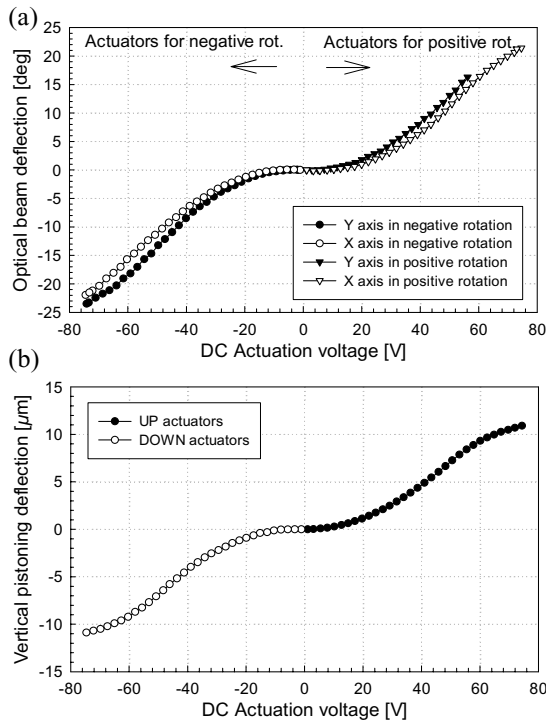 (a)
25
20
15
10
5
0
-5
-10
-15
-20
-25
Optical beam deflection [deg]
Actuators for negative rot.
Actuators for positive rot.
Y axis in negative rotation
X axis in negative rotation
Y axis in positive rotation
X axis in positive rotation
-80 -60 -40 -20 0 20 40 60 80
DC Actuation voltage [V]
(b)
15
10
5
0
-5
-10
-15
Vertical pistoning deflection [µm]
UP actuators
DOWN actuators
-80 -60 -40 -20 0 20 40 60 80
DC Actuation voltage [V]